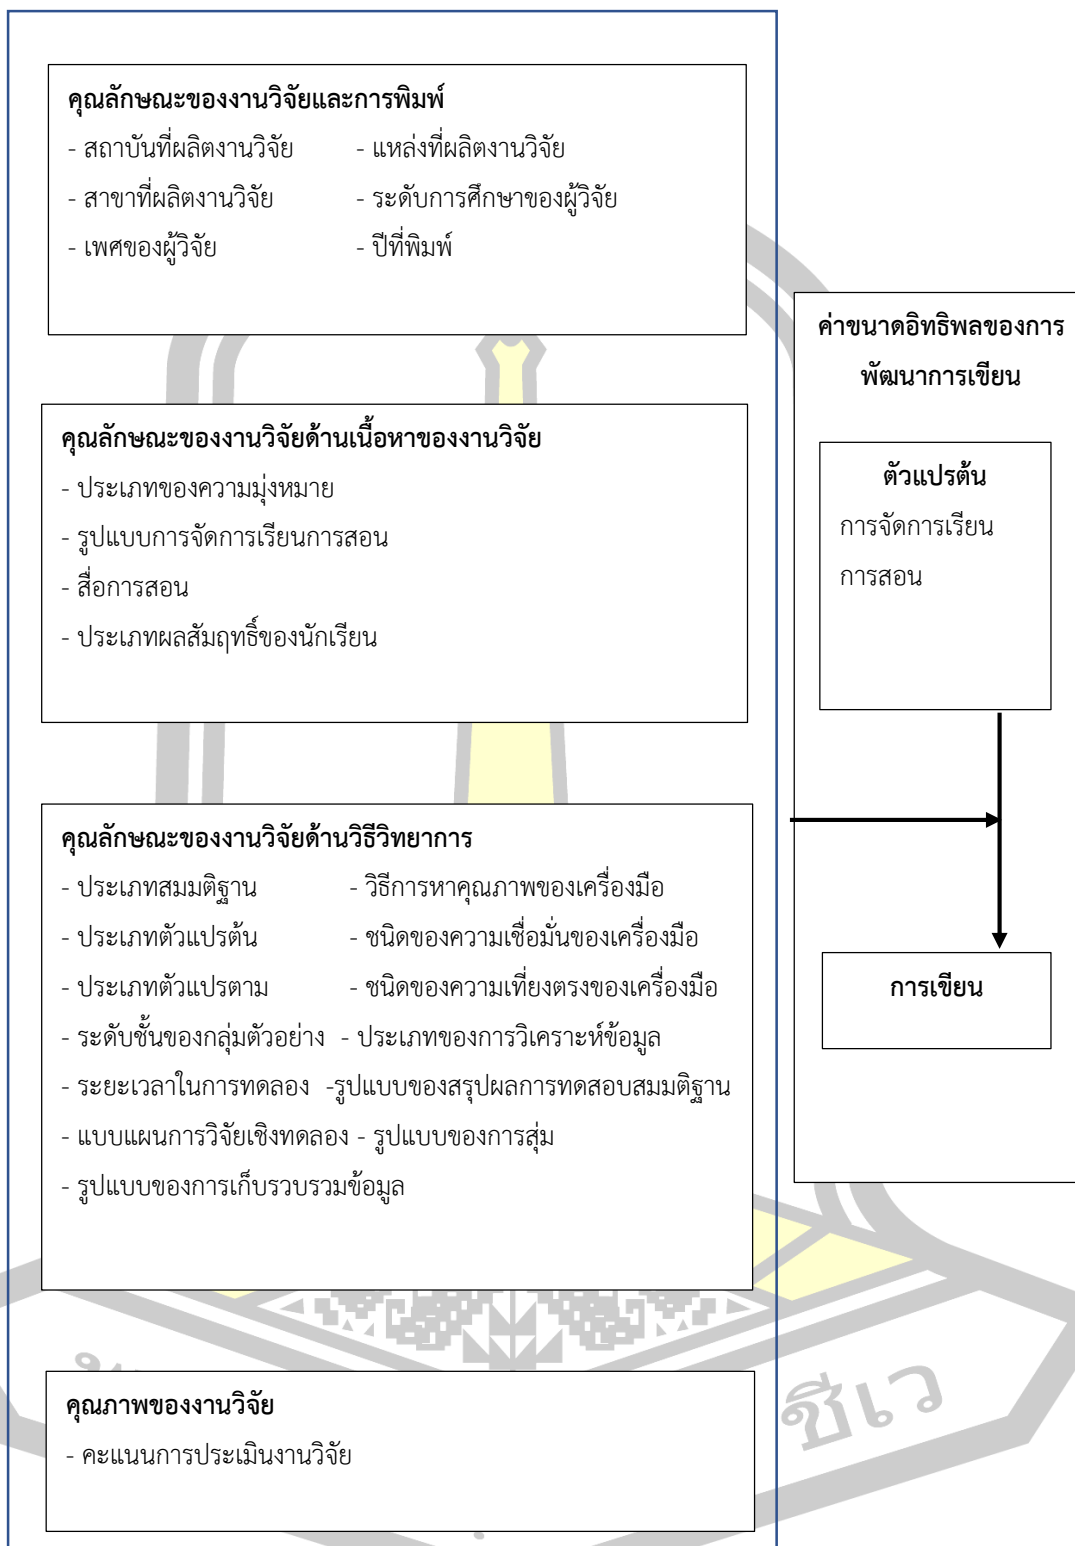 คุณลักษณะของงานวิจัยและการพิมพ์
- สถาบันที่ผลิตงานวิจัย - แหล่งที่ผลิตงานวิจัย
- สาขาที่ผลิตงานวิจัย - ระดับการศึกษาของผู้วิจัย
- เพศของผู้วิจัย - ปีที่พิมพ์
คุณลักษณะของงานวิจัยด้านเนื้อหาของงานวิจัย
- ประเภทของความมุ่งหมาย
- รูปแบบการจัดการเรียนการสอน
- สื่อการสอน
- ประเภทผลสัมฤทธิ์ของนักเรียน
คุณลักษณะของงานวิจัยด้านวิธีวิทยาการ
- ประเภทสมมติฐาน - วิธีการหาคุณภาพของเครื่องมือ
- ประเภทตัวแปรต้น - ชนิดของความเชื่อมั่นของเครื่องมือ
- ประเภทตัวแปรตาม - ชนิดของความเที่ยงตรงของเครื่องมือ
- ระดับชั้นของกลุ่มตัวอย่าง - ประเภทของการวิเคราะห์ข้อมูล
- ระยะเวลาในการทดลอง -รูปแบบของสรุปผลการทดสอบสมมติฐาน
- แบบแผนการวิจัยเชิงทดลอง - รูปแบบของการสุ่ม
- รูปแบบของการเก็บรวบรวมข้อมูล
คุณภาพของงานวิจัย
- คะแนนการประเมินงานวิจัย
ค่าขนาดอิทธิพลของการ
พัฒนาการเขียน
ตัวแปรต้น
การจัดการเรียน
การสอน
การเขียน
ชีเว